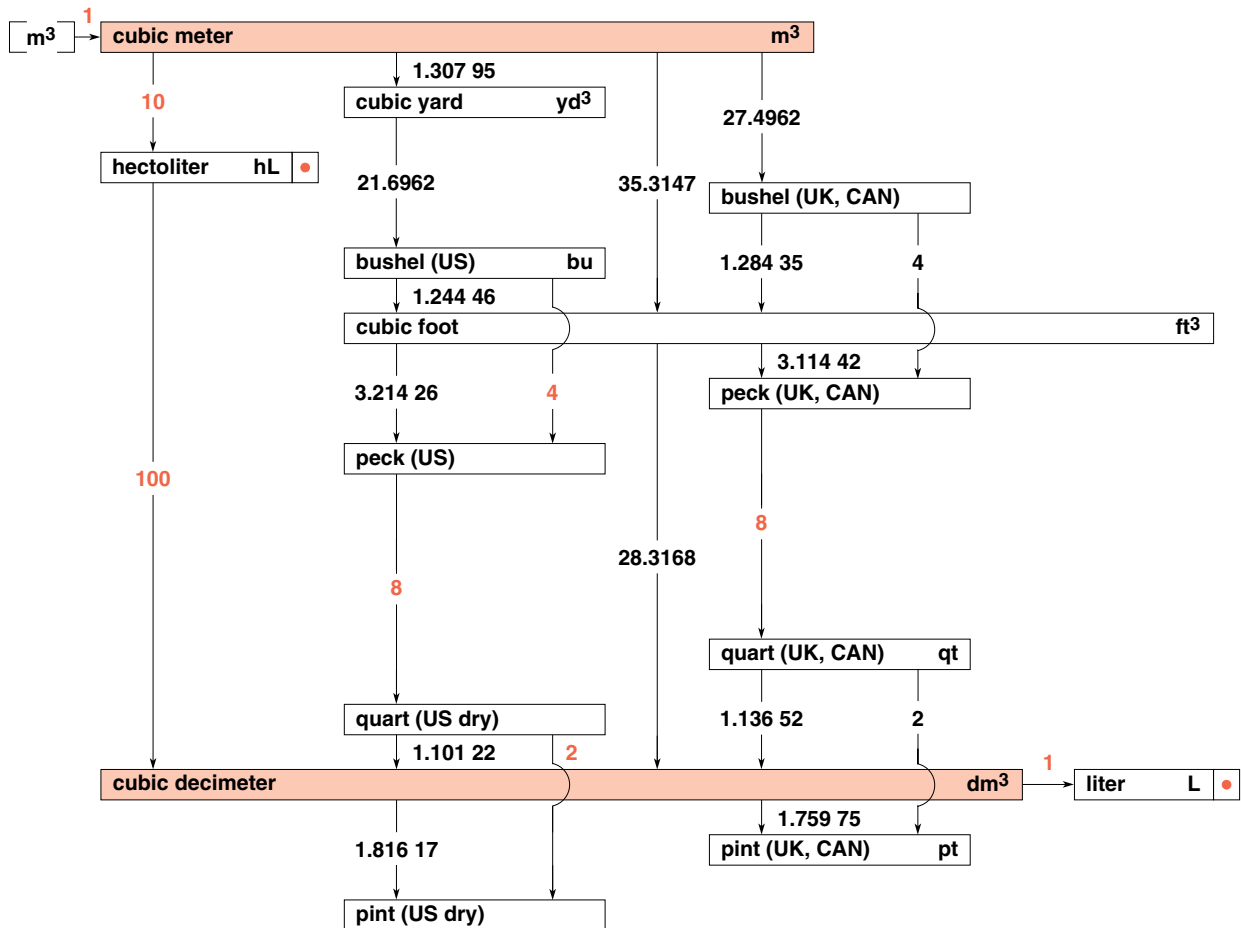 1
m³ cubic meter m³
1.307 95
10 cubic yard yd³
27.4962
hectoliter hL
21.6962 35.3147
bushel (UK, CAN)
bushel (US) bu 1.284 35 4
1.244 46
cubic foot ft³
3.114 42
3.214 26 4 peck (UK, CAN)
peck (US)
100
8
28.3168
8
quart (UK, CAN) qt
quart (US dry) 1.136 52 2
1.101 22 2
1
cubic decimeter dm³ liter L
1.759 75
1.816 17 pint (UK, CAN) pt
pint (US dry)